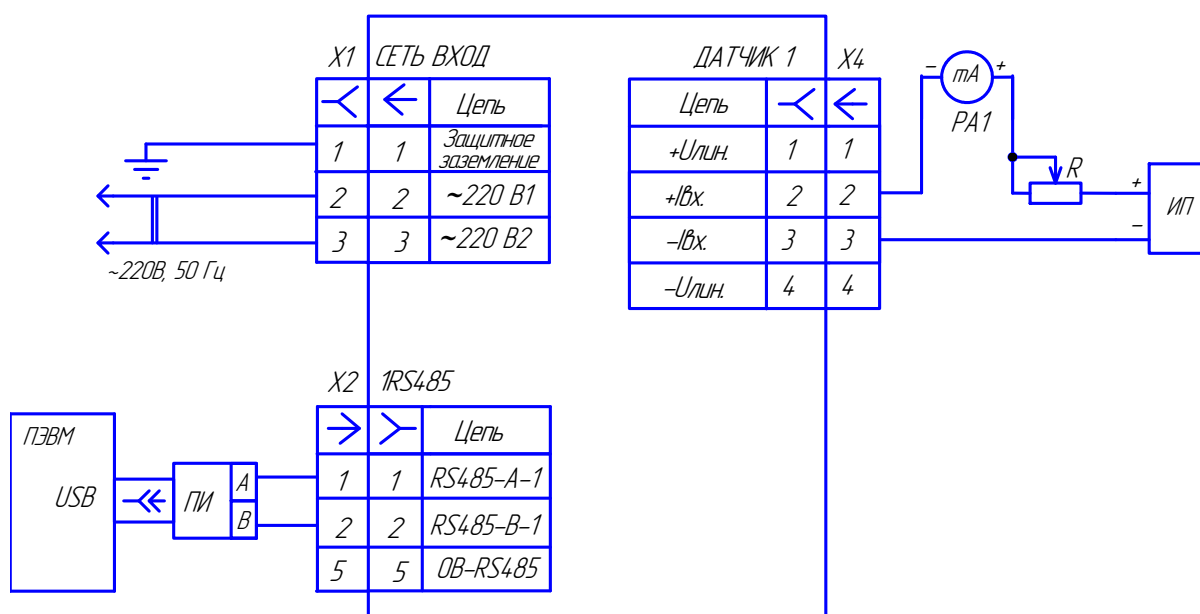 X1 СЕТЬ ВХОД
Цепь
1 1 Защитное заземление
2 2 ~220 В1
3 3 ~220 В2
~220В, 50 Гц
ДАТЧИК 1 X4
Цепь
+Uлин. 1 1
+Iвх. 2 2
-Iвх. 3 3
-Uлин. 4 4
- mA +
PA1
R
+
-
ИП
X2 1RS485
Цепь
1 1 RS485-A-1
2 2 RS485-B-1
5 5 0В-RS485
ПЭВМ
USB
ПИ
A
B